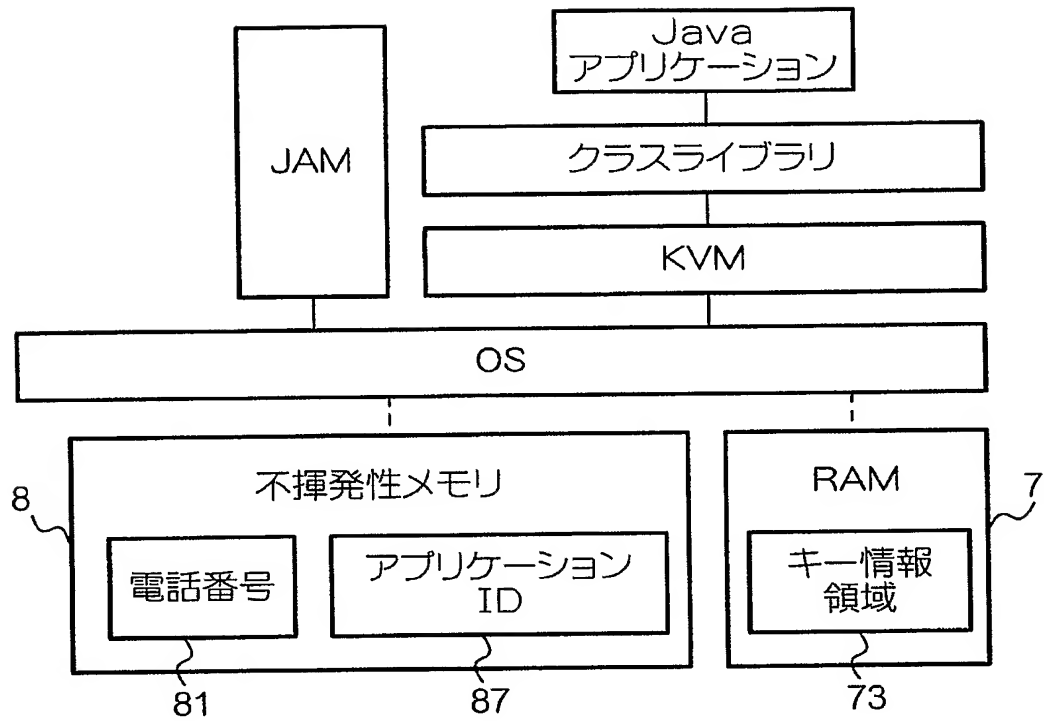 Java
アプリケーション
JAM
クラスライブラリ
KVM
OS
不揮発性メモリ
RAM
8
7
電話番号
アプリケーション
ID
キー情報
領域
81
87
73